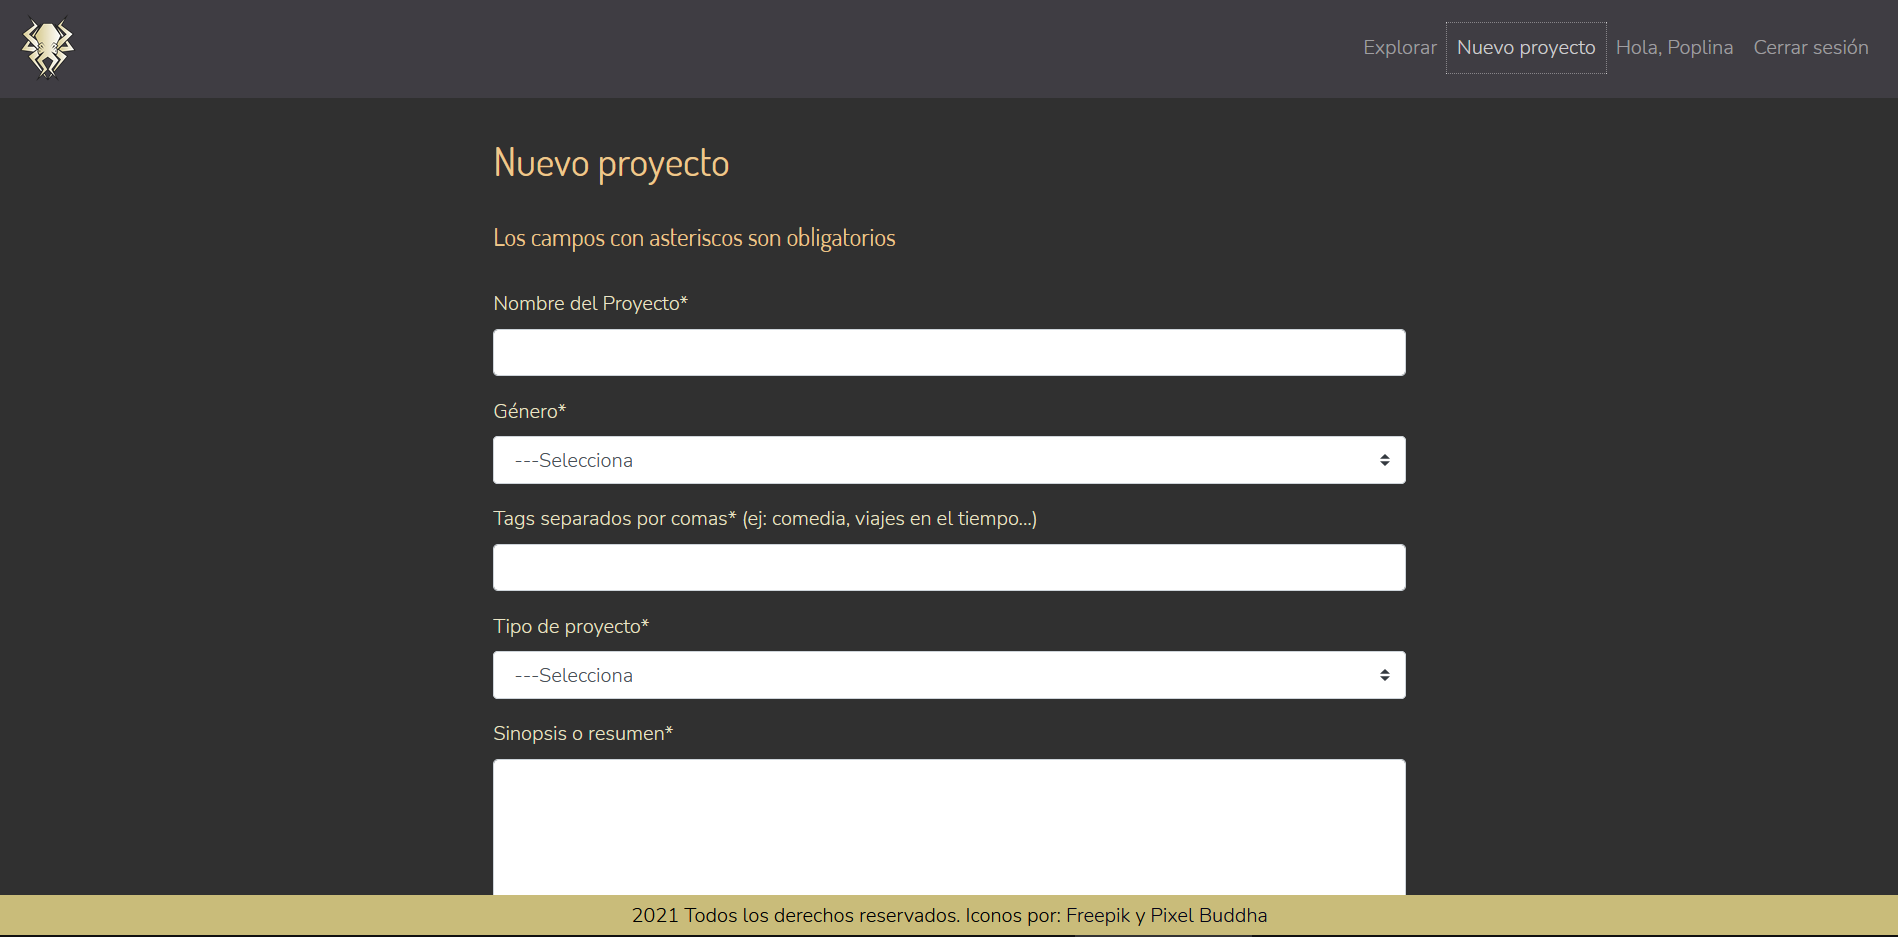 Explorar Nuevo proyecto Hola, Poplina Cerrar sesión
Nuevo proyecto
Los campos con asteriscos son obligatorios
Nombre del Proyecto*
Género*
---Selecciona
Tags separados por comas* (ej: comedia, viajes en el tiempo...)
Tipo de proyecto*
---Selecciona
Sinopsis o resumen*
2021 Todos los derechos reservados. Iconos por: Freepik y Pixel Buddha